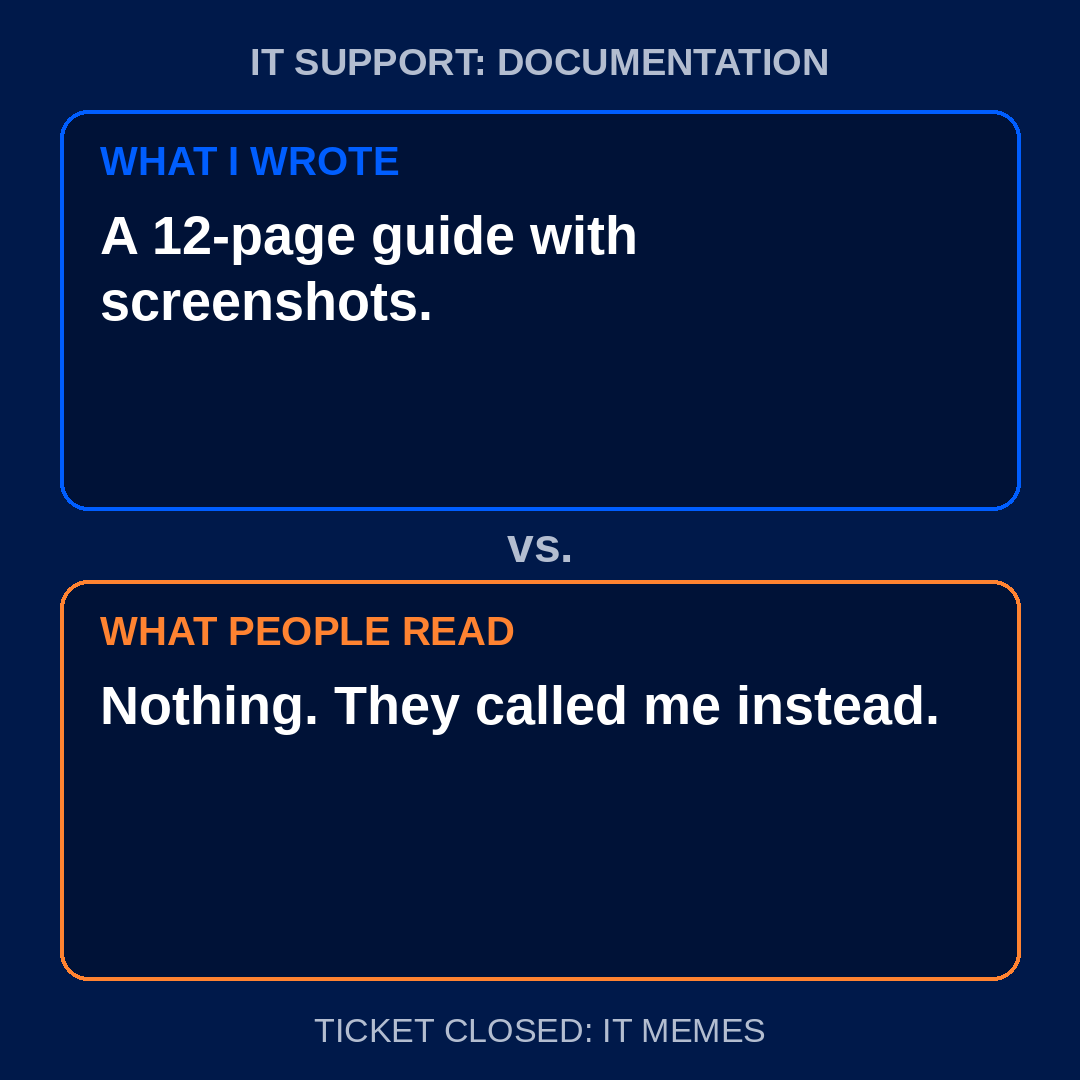 IT SUPPORT: DOCUMENTATION
WHAT I WROTE
A 12-page guide with
screenshots.
vs.
WHAT PEOPLE READ
Nothing. They called me instead.
TICKET CLOSED: IT MEMES